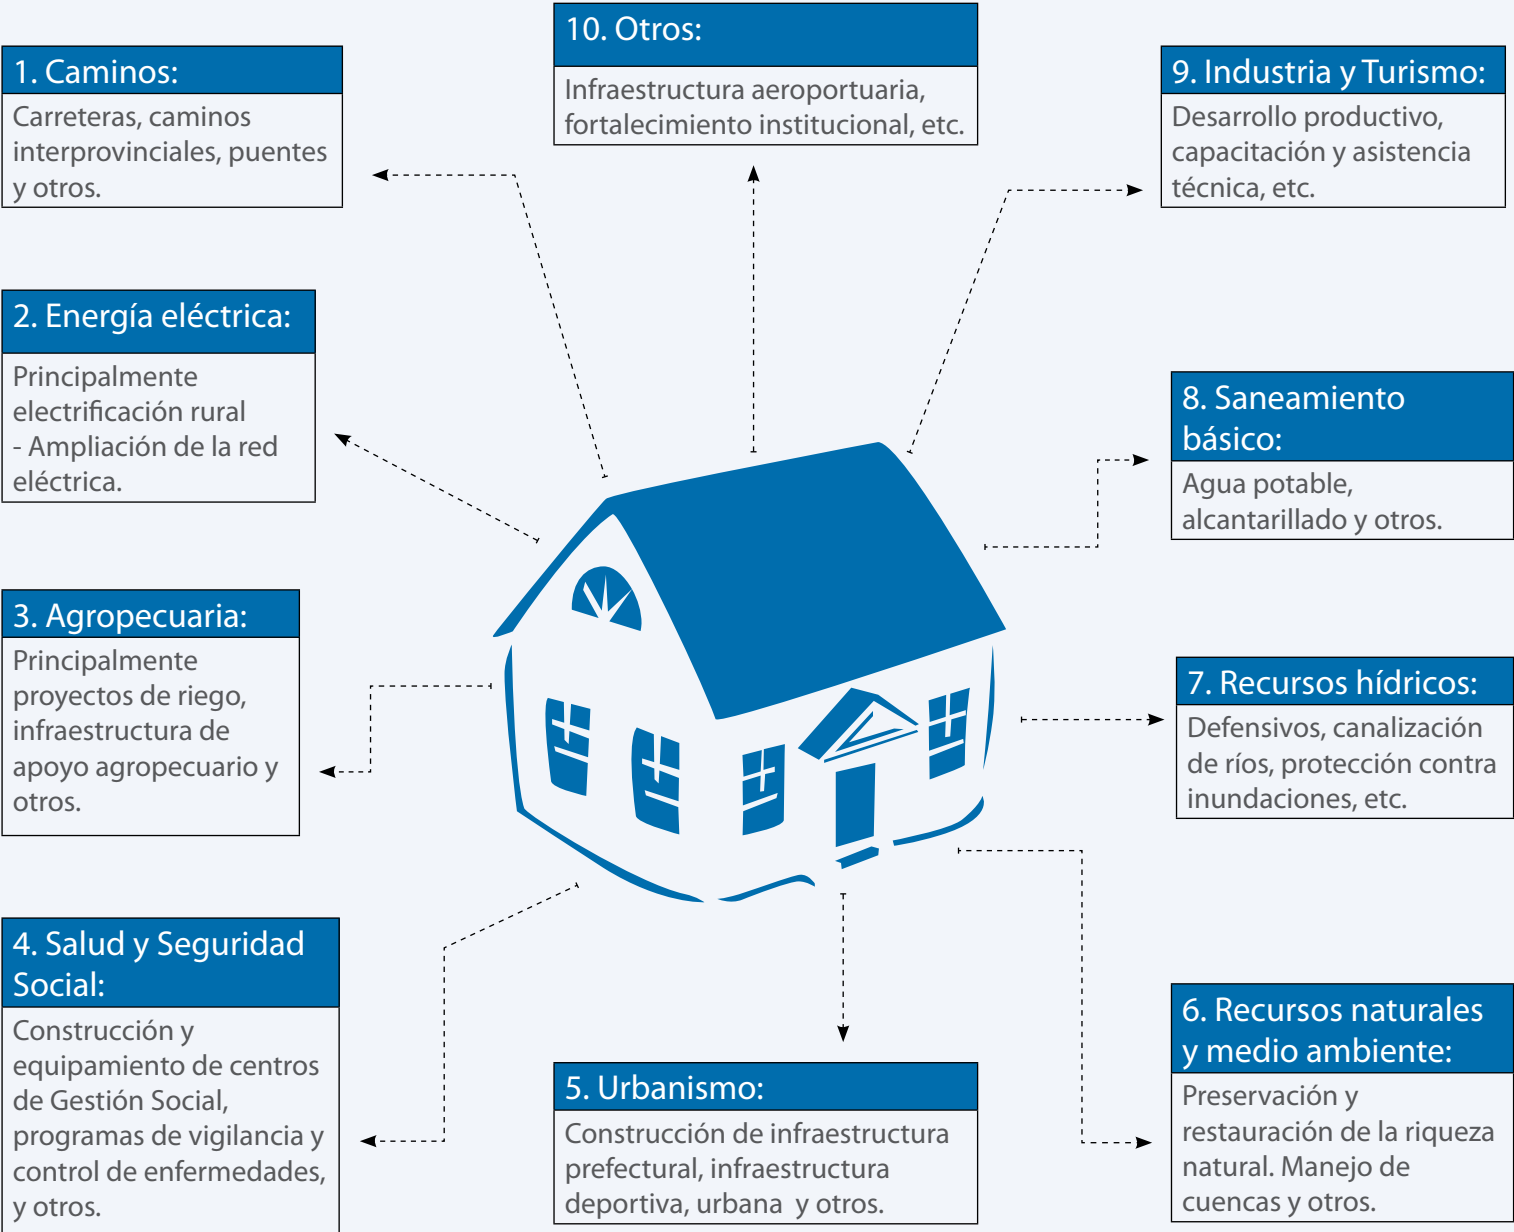 1. Caminos:
Carreteras, caminos
interprovinciales, puentes
y otros.
2. Energía eléctrica:
Principalmente
electrificación rural
- Ampliación de la red
eléctrica.
3. Agropecuaria:
Principalmente
proyectos de riego,
infraestructura de
apoyo agropecuario y
otros.
4. Salud y Seguridad
Social:
Construcción y
equipamiento de centros
de Gestión Social,
programas de vigilancia y
control de enfermedades,
y otros.
5. Urbanismo:
Construcción de infraestructura
prefectural, infraestructura
deportiva, urbana y otros.
6. Recursos naturales
y medio ambiente:
Preservación y
restauración de la riqueza
natural. Manejo de
cuencas y otros.
7. Recursos hídricos:
Defensivos, canalización
de ríos, protección contra
inundaciones, etc.
8. Saneamiento
básico:
Agua potable,
alcantarillado y otros.
9. Industria y Turismo:
Desarrollo productivo,
capacitación y asistencia
técnica, etc.
10. Otros:
Infraestructura aeroportuaria,
fortalecimiento institucional, etc.